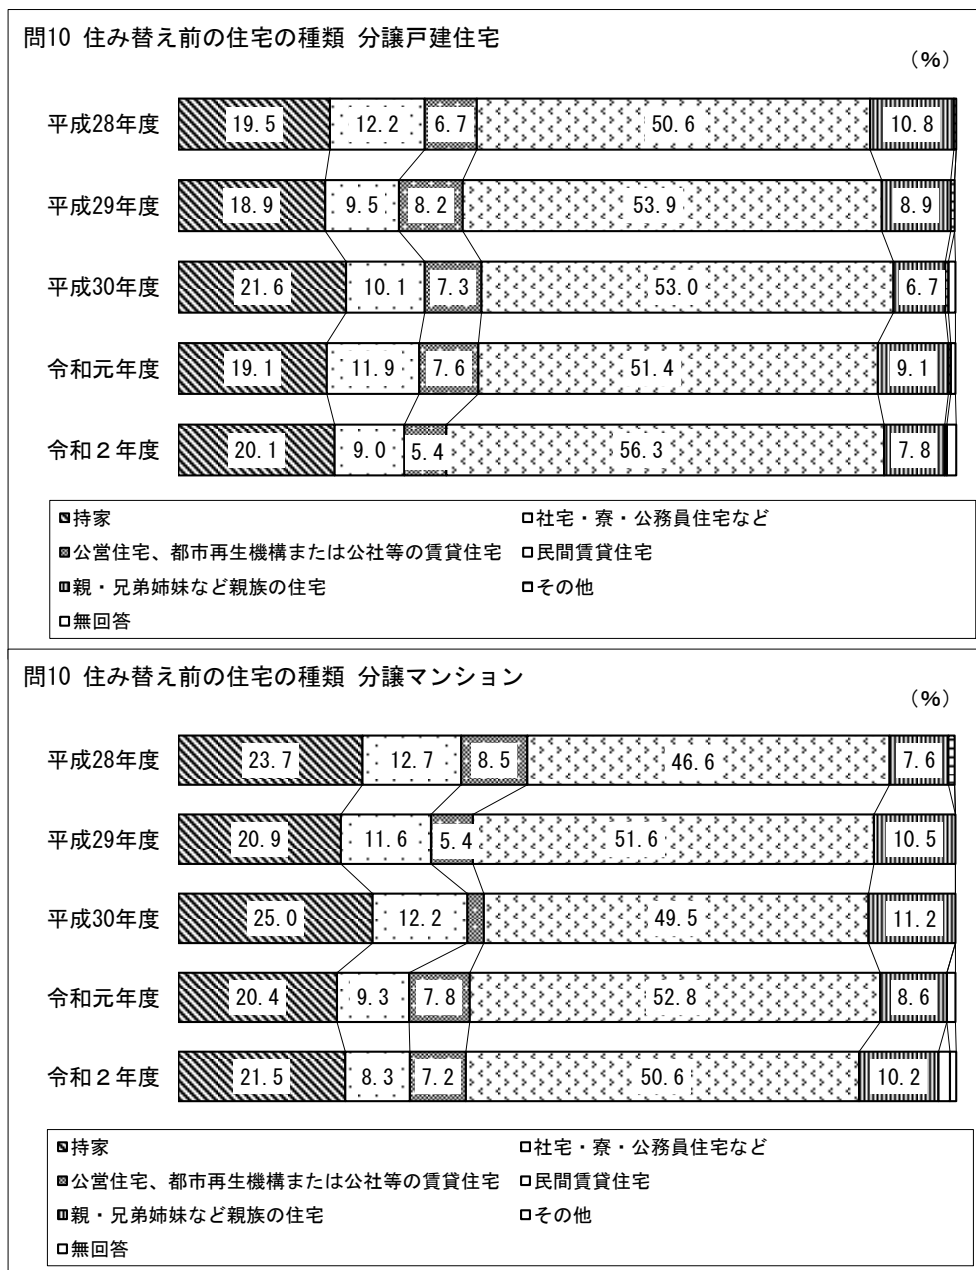 問10 住み替え前の住宅の種類 分譲戸建住宅
（%）
平成28年度 19.5 12.2 6.7 50.6 10.8
平成29年度 18.9 9.5 8.2 53.9 8.9
平成30年度 21.6 10.1 7.3 53.0 6.7
令和元年度 19.1 11.9 7.6 51.4 9.1
令和２年度 20.1 9.0 5.4 56.3 7.8
持家 社宅・寮・公務員住宅など
公営住宅、都市再生機構または公社等の賃貸住宅 民間賃貸住宅
親・兄弟姉妹など親族の住宅 その他
無回答
問10 住み替え前の住宅の種類 分譲マンション
（%）
平成28年度 23.7 12.7 8.5 46.6 7.6
平成29年度 20.9 11.6 5.4 51.6 10.5
平成30年度 25.0 12.2 49.5 11.2
令和元年度 20.4 9.3 7.8 52.8 8.6
令和２年度 21.5 8.3 7.2 50.6 10.2
持家 社宅・寮・公務員住宅など
公営住宅、都市再生機構または公社等の賃貸住宅 民間賃貸住宅
親・兄弟姉妹など親族の住宅 その他
無回答